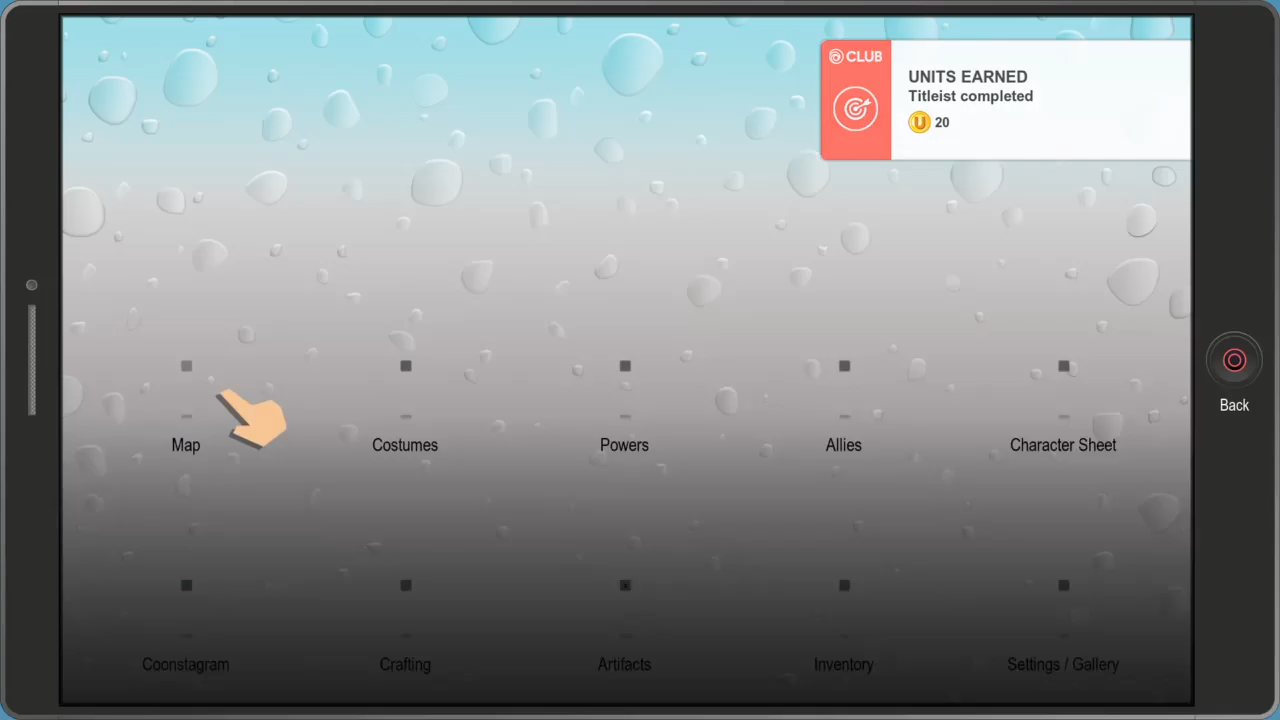 CLUB
UNITS EARNED
Titleist completed
20
Back
Map
Costumes
Powers
Allies
Character Sheet
Coonstagram
Crafting
Artifacts
Inventory
Settings / Gallery